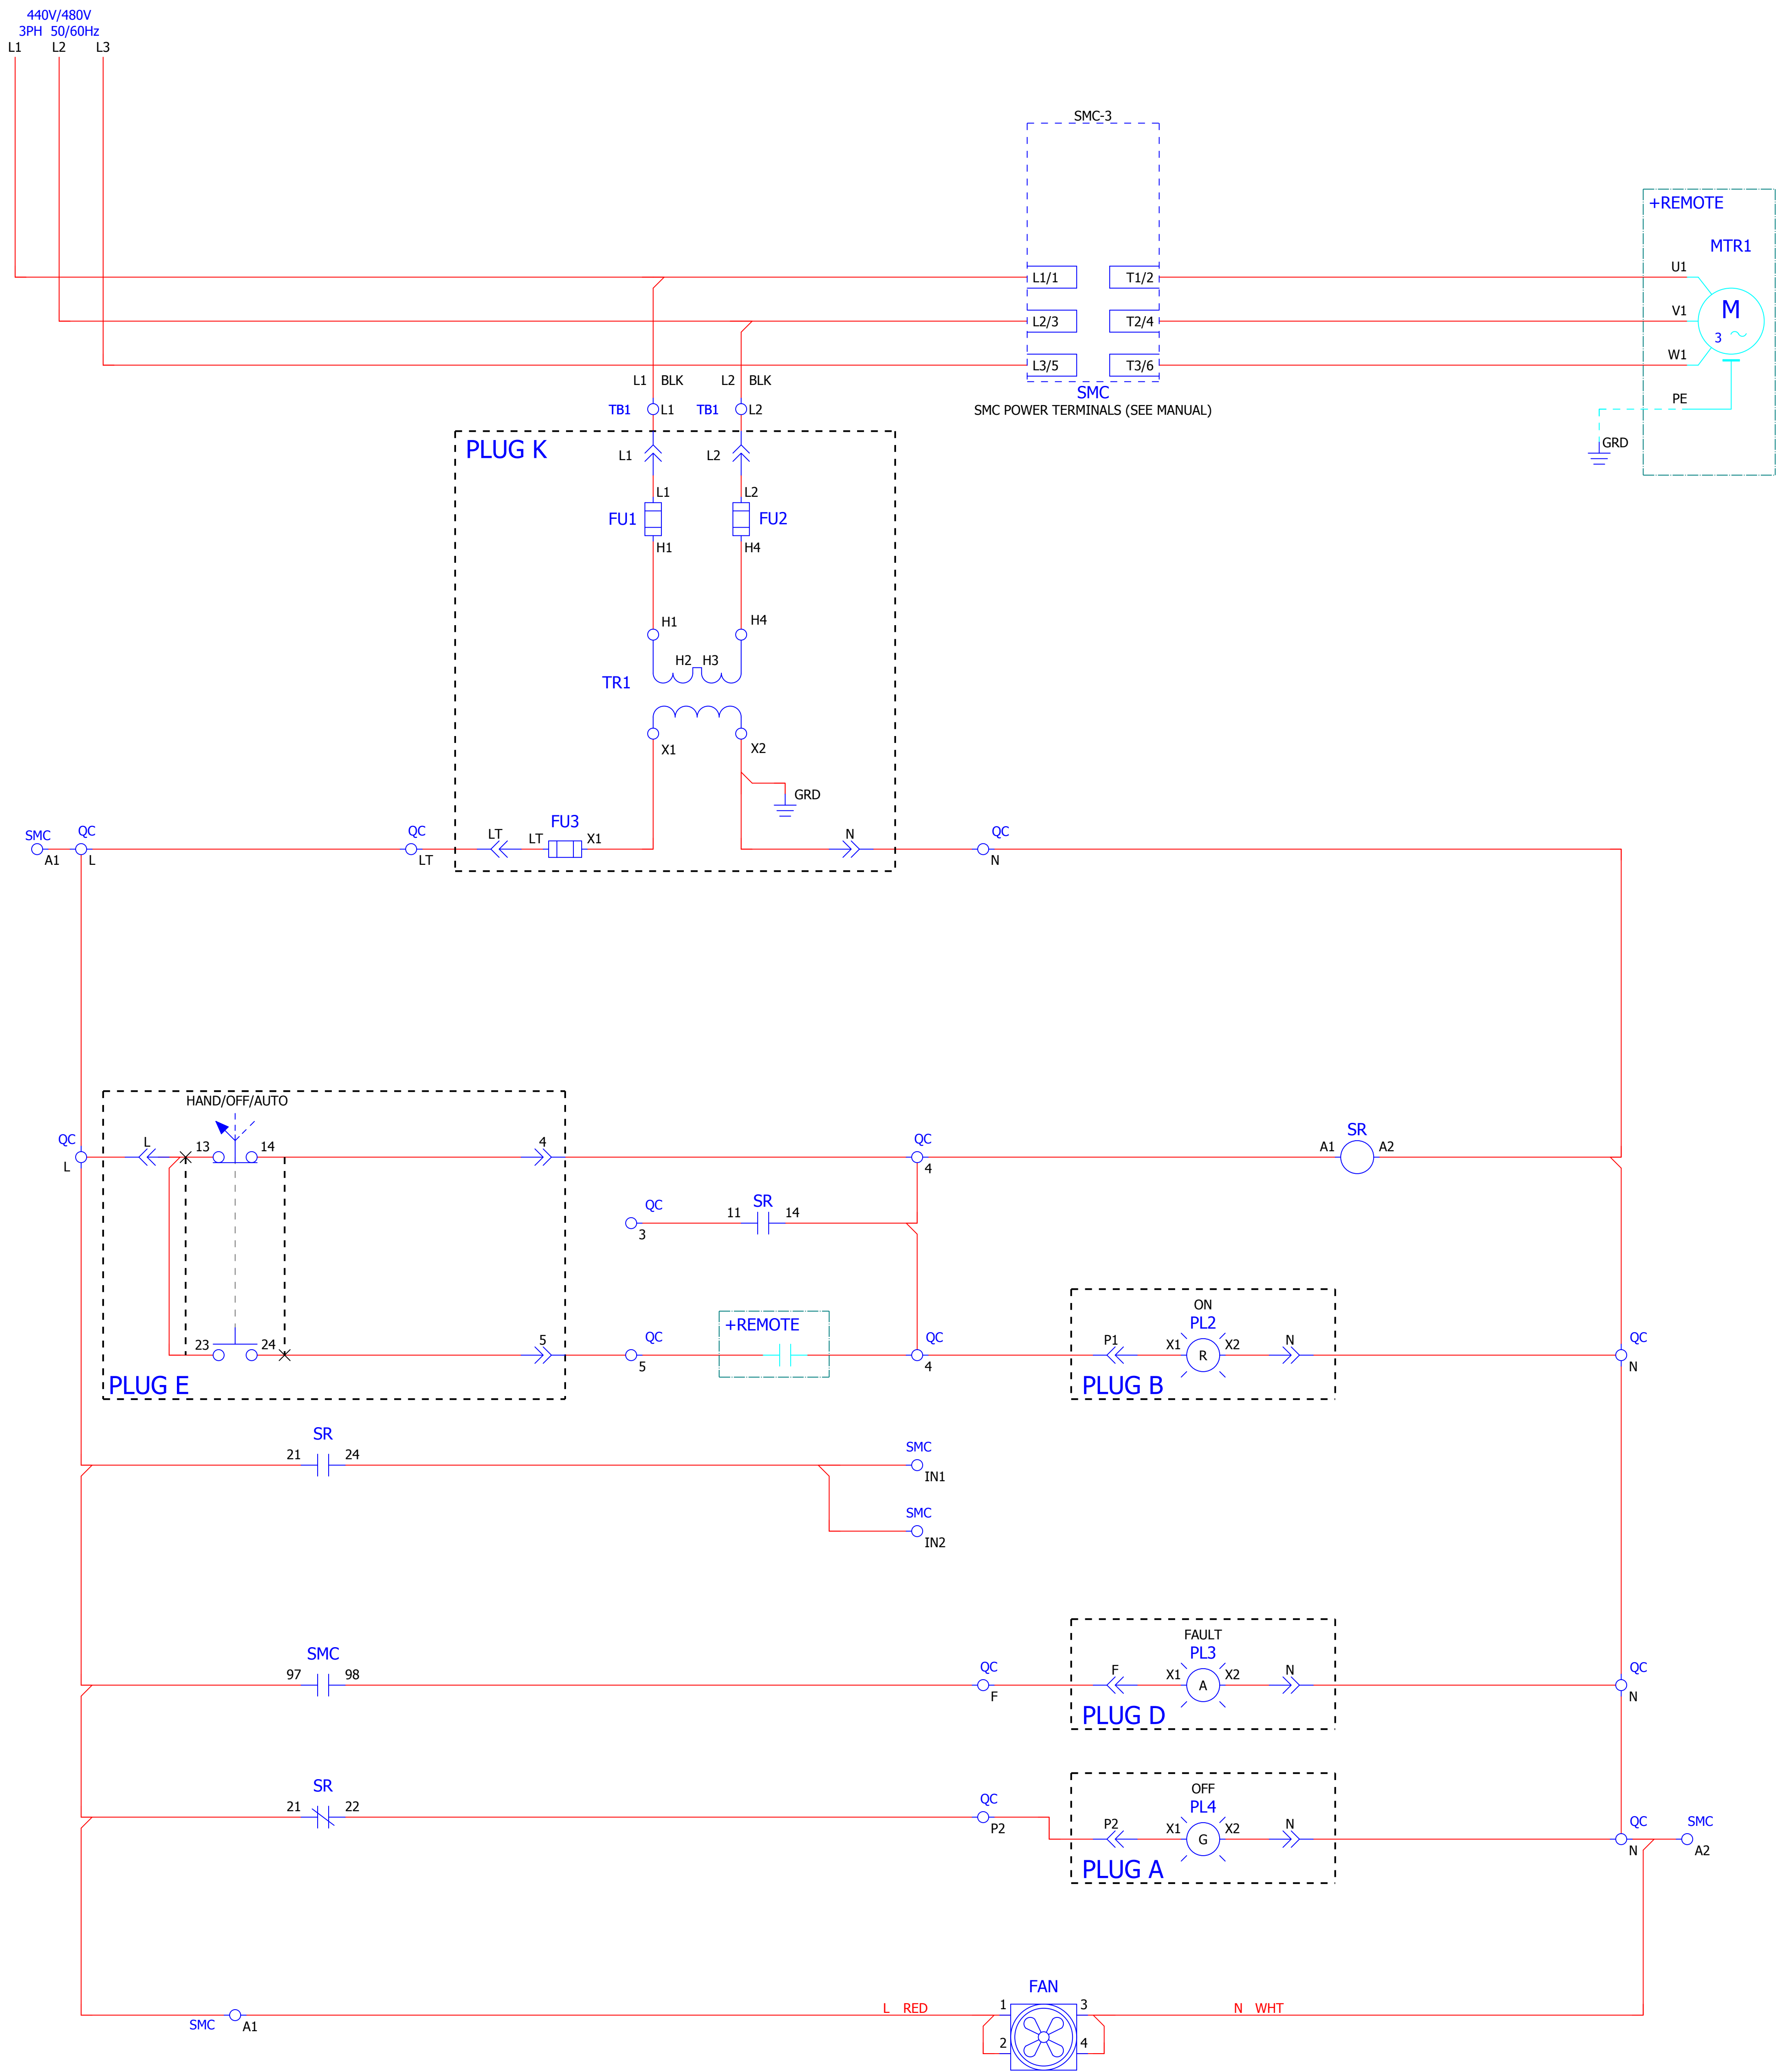 440V/480V
3PH 50/60Hz
L1 L2 L3
SMC-3
+REMOTE
MTR1
L1/1 T1/2 U1
L2/3 T2/4 V1 M
3
L3/5 T3/6 W1
L1 BLK L2 BLK
SMC
SMC POWER TERMINALS (SEE MANUAL)
PE
GRD
TB1 L1 TB1 L2
PLUG K
L1 L2
L1 L2
FU1 FU2
H1 H4
H1 H4
H2 H3
TR1
X1 X2
GRD
FU3
SMC QC QC LT LT X1 N QC
A1 L LT N
HAND/OFF/AUTO
QC L 13 14 4 QC A1 SR A2
L 4
QC 11 SR 14
3
+REMOTE
ON
PL2
23 24 5 QC QC P1 X1 X2 N QC
R
5 4 N
PLUG E
PLUG B
SR
21 24 SMC
IN1
SMC
IN2
FAULT
PL3
SMC
97 98 QC F X1 X2 N QC
A
F N
PLUG D
OFF
PL4
SR
21 22 QC P2 X1 X2 N QC SMC
P2 G N A2
PLUG A
FAN
L RED 1 3 N WHT
SMC A1
2 4